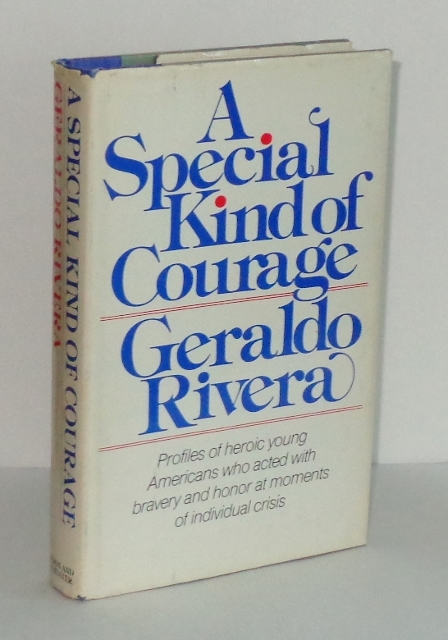 A
Special
Kind of
Courage
Geraldo
Rivera
Profiles of heroic young
Americans who acted with
bravery and honor at moments
of individual crisis
A SPECIAL KIND OF COURAGE
GERALDO RIVERA